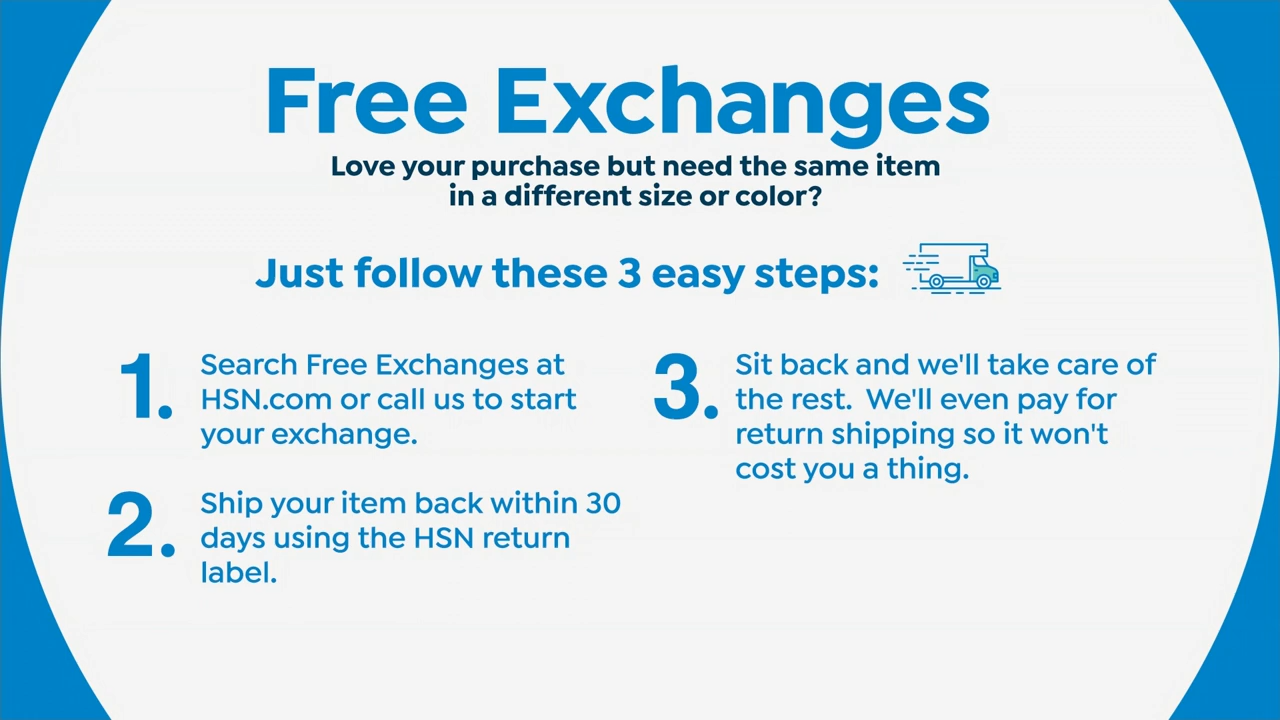 Free Exchanges
Love your purchase but need the same item
in a different size or color?
Just follow these 3 easy steps:
1. Search Free Exchanges at
HSN.com or call us to start
your exchange.
2. Ship your item back within 30
days using the HSN return
label.
3. Sit back and we'll take care of
the rest.  We'll even pay for
return shipping so it won't
cost you a thing.